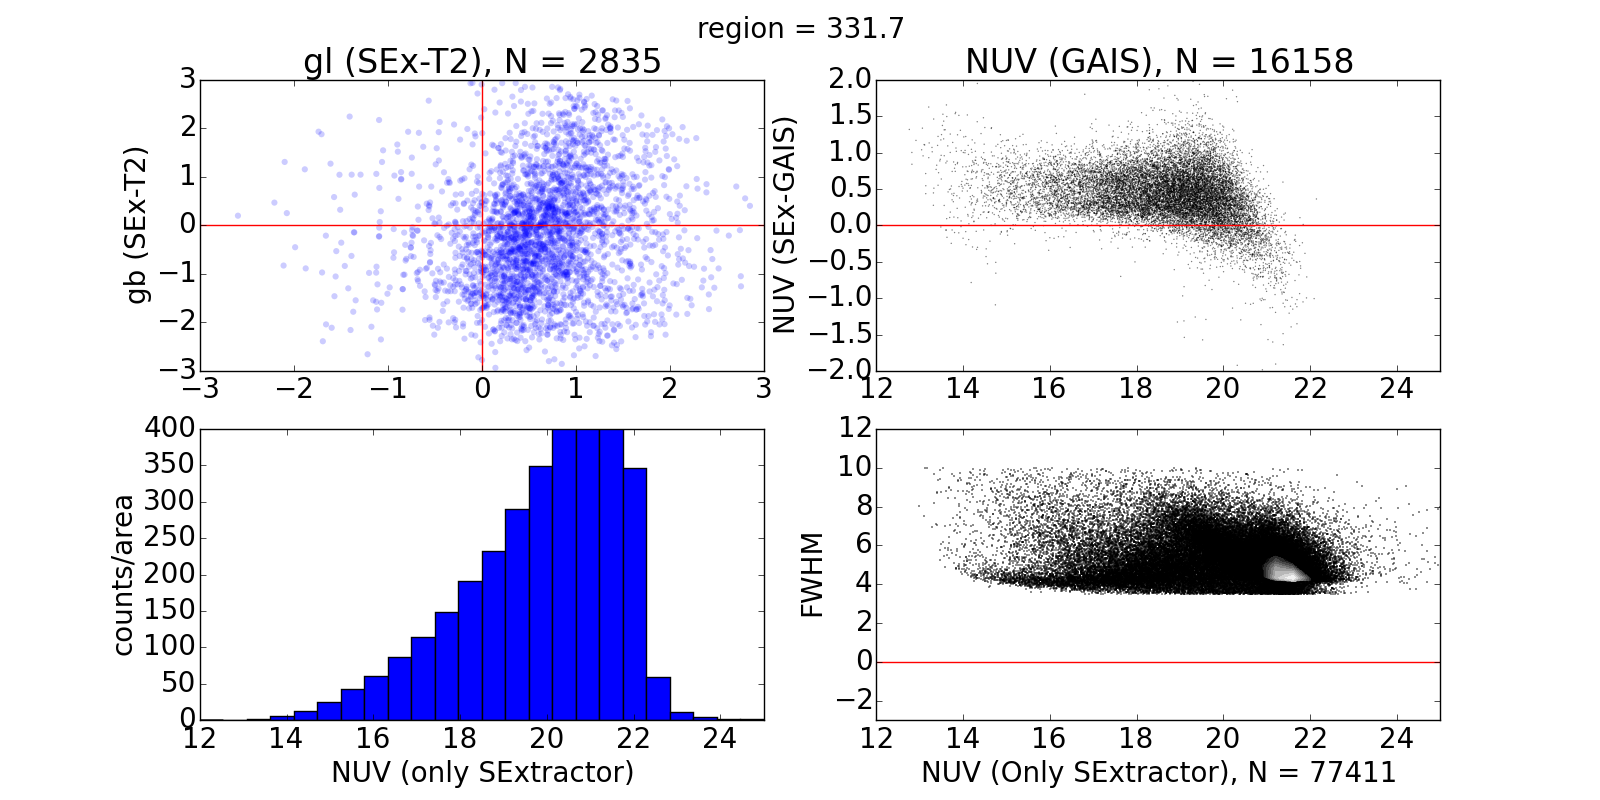 region = 331.7
gl (SEx-T2), N = 2835
3
2
1
0
−1
−2
−3
gb (SEx-T2)
−3 −2 −1 0 1 2 3
NUV (GAIS), N = 16158
2.0
1.5
1.0
0.5
0.0
−0.5
−1.0
−1.5
−2.0
NUV (SEx-GAIS)
12 14 16 18 20 22 24
400
350
300
250
200
150
100
50
0
counts/area
12 14 16 18 20 22 24
NUV (only SExtractor)
12
10
8
6
4
2
0
−2
FWHM
12 14 16 18 20 22 24
NUV (Only SExtractor), N = 77411